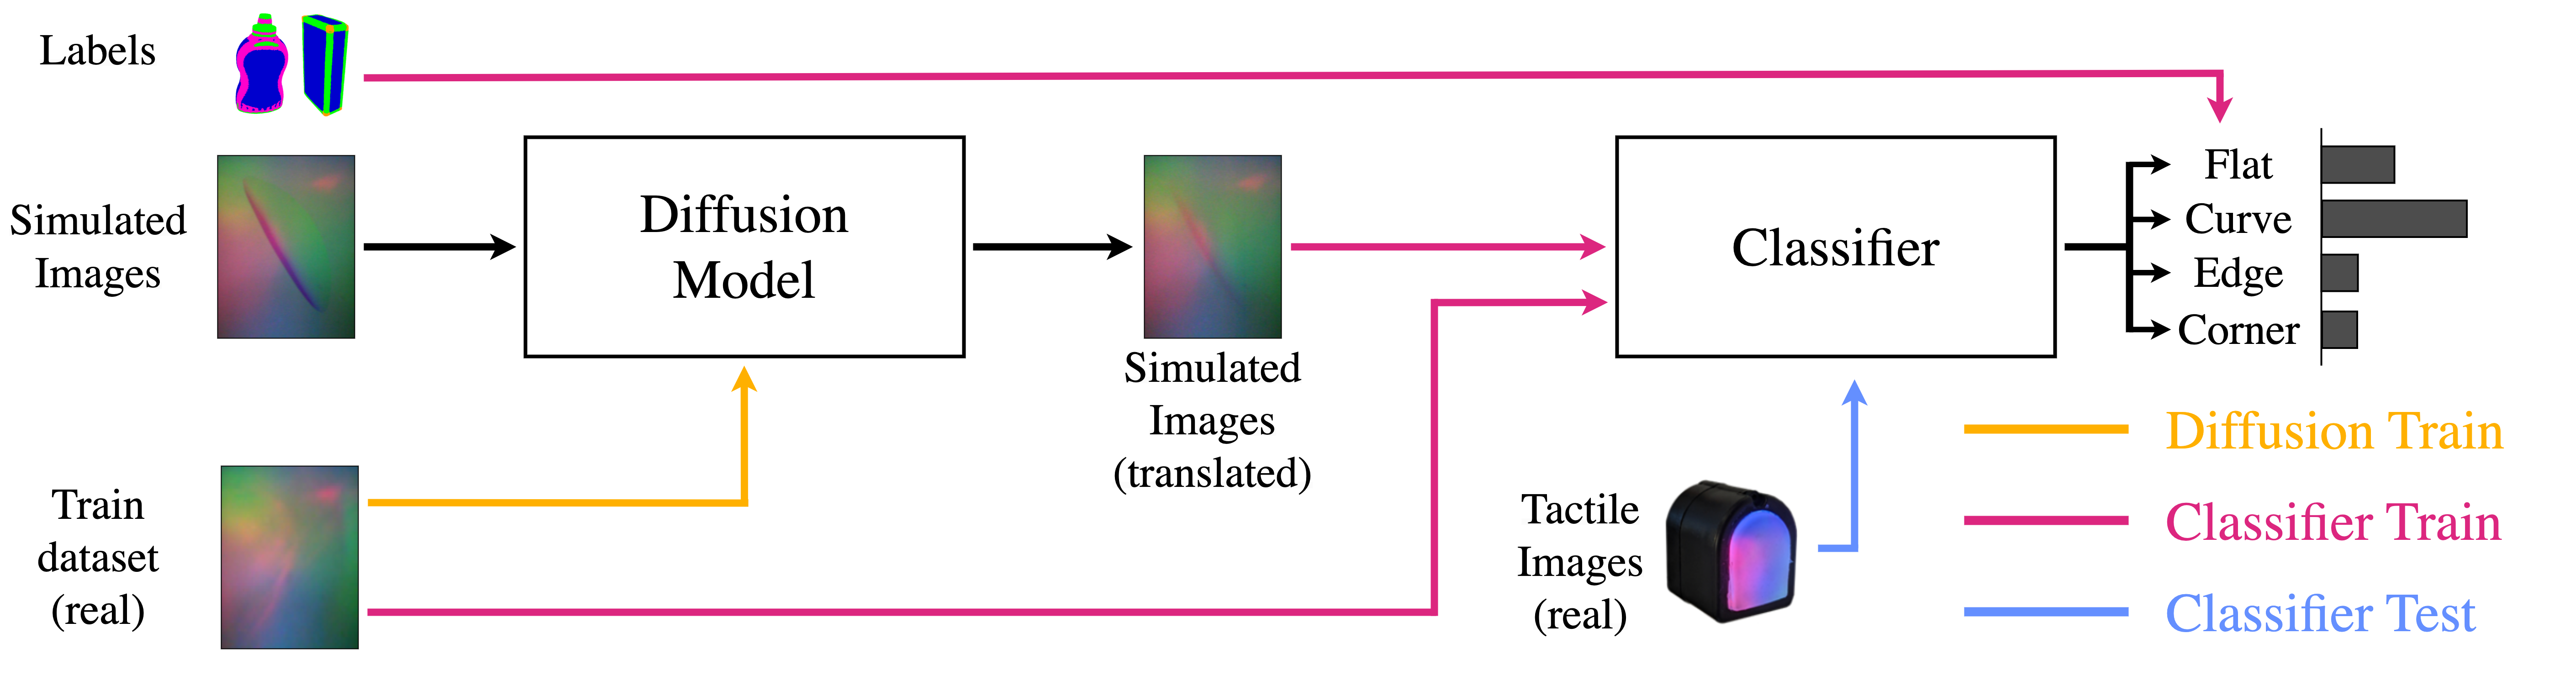 Labels
Simulated
Images
Diffusion
Model
Simulated
Images
(translated)
Classifier
Flat
Curve
Edge
Corner
Train
dataset
(real)
Tactile
Images
(real)
Diffusion Train
Classifier Train
Classifier Test